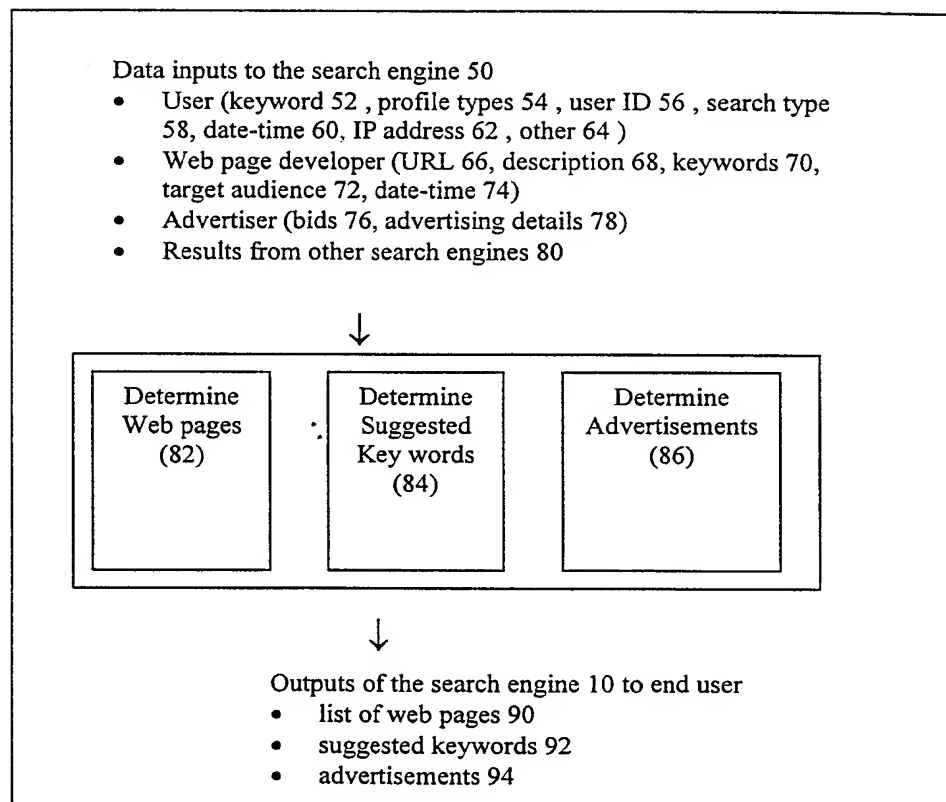 Data inputs to the search engine 50
• User (keyword 52 , profile types 54 , user ID 56 , search type
58, date-time 60, IP address 62 , other 64 )
• Web page developer (URL 66, description 68, keywords 70,
target audience 72, date-time 74)
• Advertiser (bids 76, advertising details 78)
• Results from other search engines 80
Determine
Web pages
(82)
Determine
Suggested
Key words
(84)
Determine
Advertisements
(86)
Outputs of the search engine 10 to end user
• list of web pages 90
• suggested keywords 92
• advertisements 94